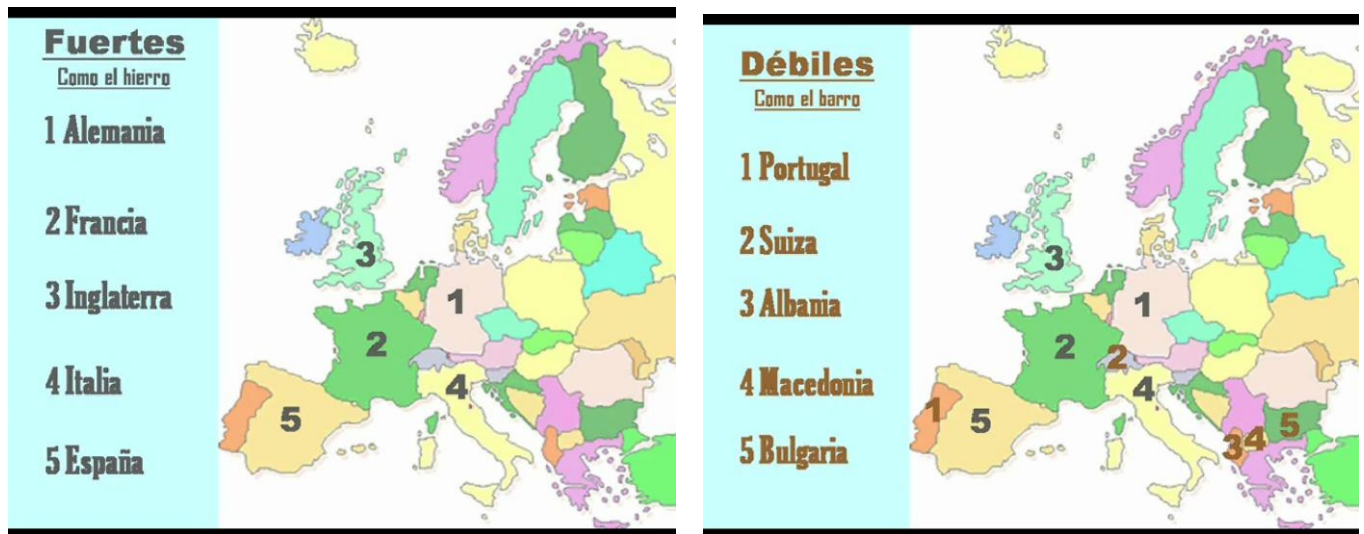 Fuertes
Como el hierro
1 Alemania
2 Francia
3 Inglaterra
4 Italia
5 España
3
1
2
4
5
Débiles
Como el barro
1 Portugal
2 Suiza
3 Albania
4 Macedonia
5 Bulgaria
3
1
2
2
4
1
5
3
4
5